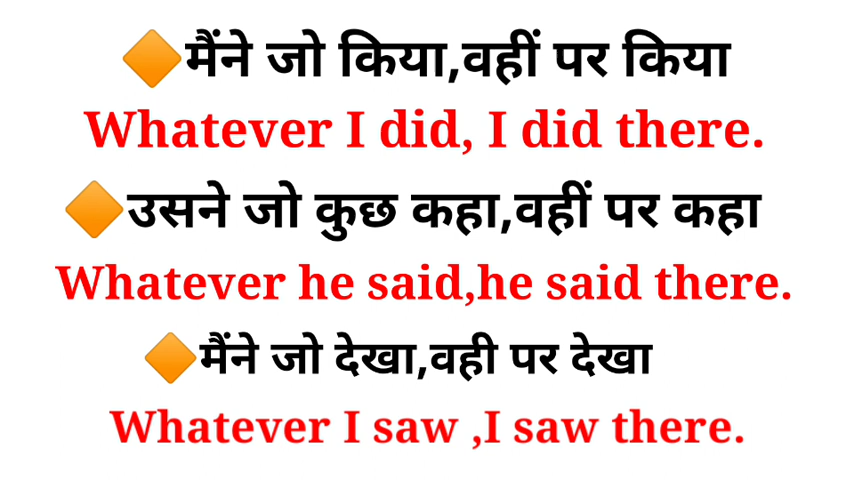 🔶मैंने जो किया,वहीं पर किया
Whatever I did, I did there.
🔶उसने जो कुछ कहा,वहीं पर कहा
Whatever he said,he said there.
🔶मैंने जो देखा,वही पर देखा
Whatever I saw ,I saw there.